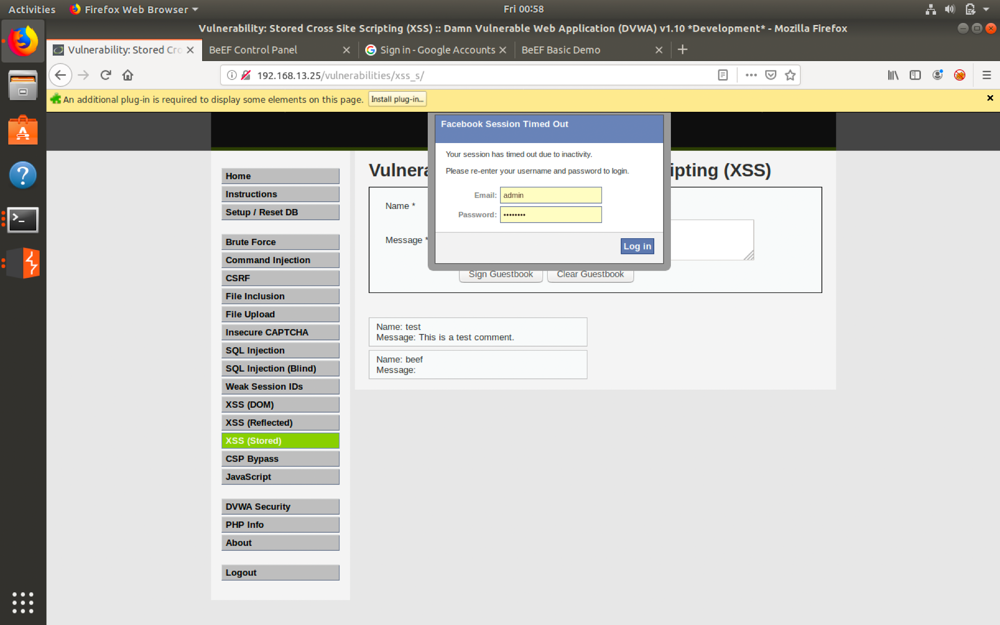 Activities Firefox Web Browser Fri 00:58
Vulnerability: Stored Cross Site Scripting (XSS) :: Damn Vulnerable Web Application (DVWA) v1.10 *Development* - Mozilla Firefox
Vulnerability: Stored Cro BeEF Control Panel Sign in - Google Accounts BeEF Basic Demo
192.168.13.25/vulnerabilities/xss_s/
An additional plug-in is required to display some elements on this page. Install plug-in...
Facebook Session Timed Out
Your session has timed out due to inactivity.
Please re-enter your username and password to login.
Email: admin
Password: ••••••••
Log in
Home
Instructions
Setup / Reset DB
Brute Force
Command Injection
CSRF
File Inclusion
File Upload
Insecure CAPTCHA
SQL Injection
SQL Injection (Blind)
Weak Session IDs
XSS (DOM)
XSS (Reflected)
XSS (Stored)
CSP Bypass
JavaScript
DVWA Security
PHP Info
About
Logout
Vulnera ipting (XSS)
Name *
Message *
Sign Guestbook Clear Guestbook
Name: test
Message: This is a test comment.
Name: beef
Message: